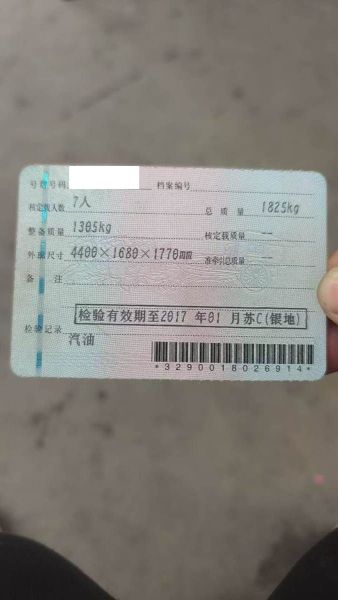 号牌号码 档案编号
核定载人数 7人 总质量 1825kg
整备质量 1305kg 核定载质量 --
外廓尺寸 4400×1680×1770mm 准牵引总质量 --
备注
检验记录 检验有效期至2017 年01 月苏C(银地)
汽油
*3290018026914*